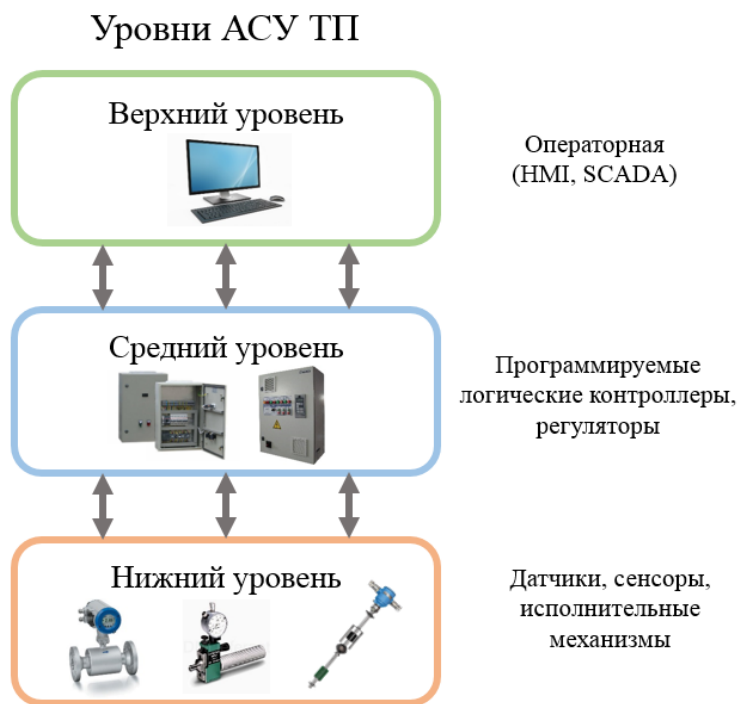 Уровни АСУ ТП
Верхний уровень
Операторная
(HMI, SCADA)
Средний уровень
Программируемые
логические контроллеры,
регуляторы
Нижний уровень
Датчики, сенсоры,
исполнительные
механизмы